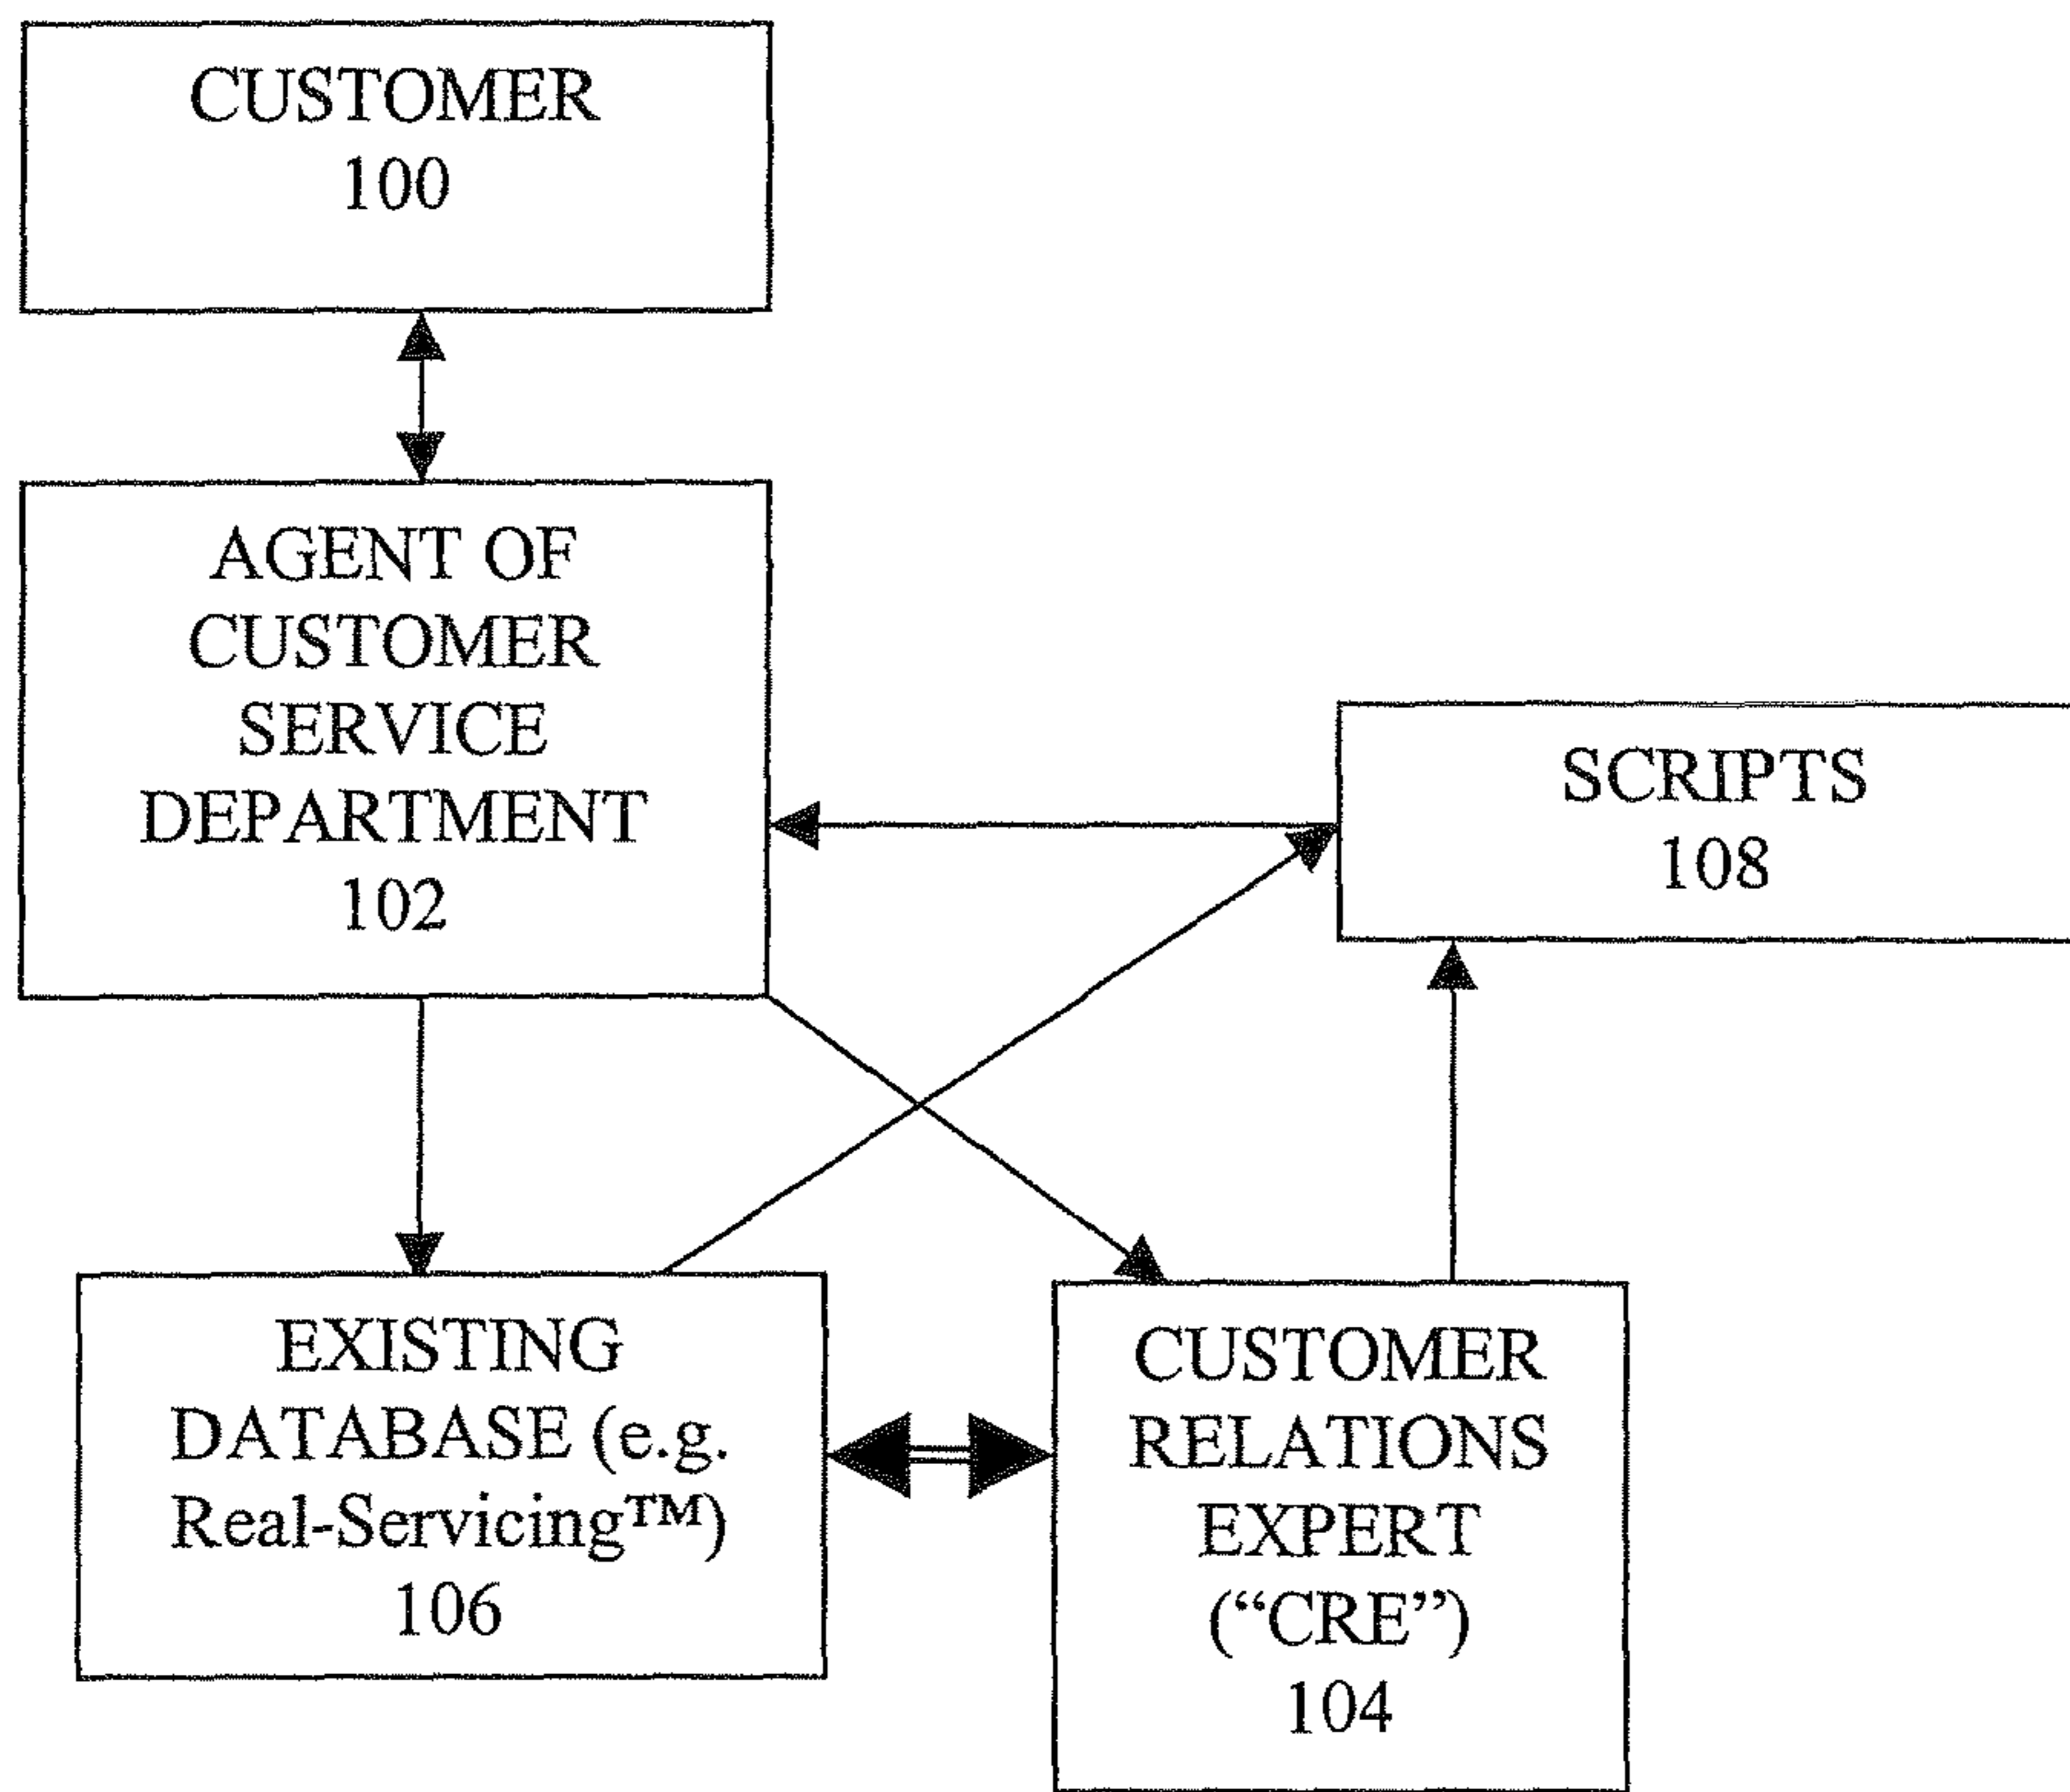 CUSTOMER
100
AGENT OF
CUSTOMER
SERVICE
DEPARTMENT
102
SCRIPTS
108
EXISTING
DATABASE (e.g.
Real-Servicing™)
106
CUSTOMER
RELATIONS
EXPERT
(“CRE”)
104